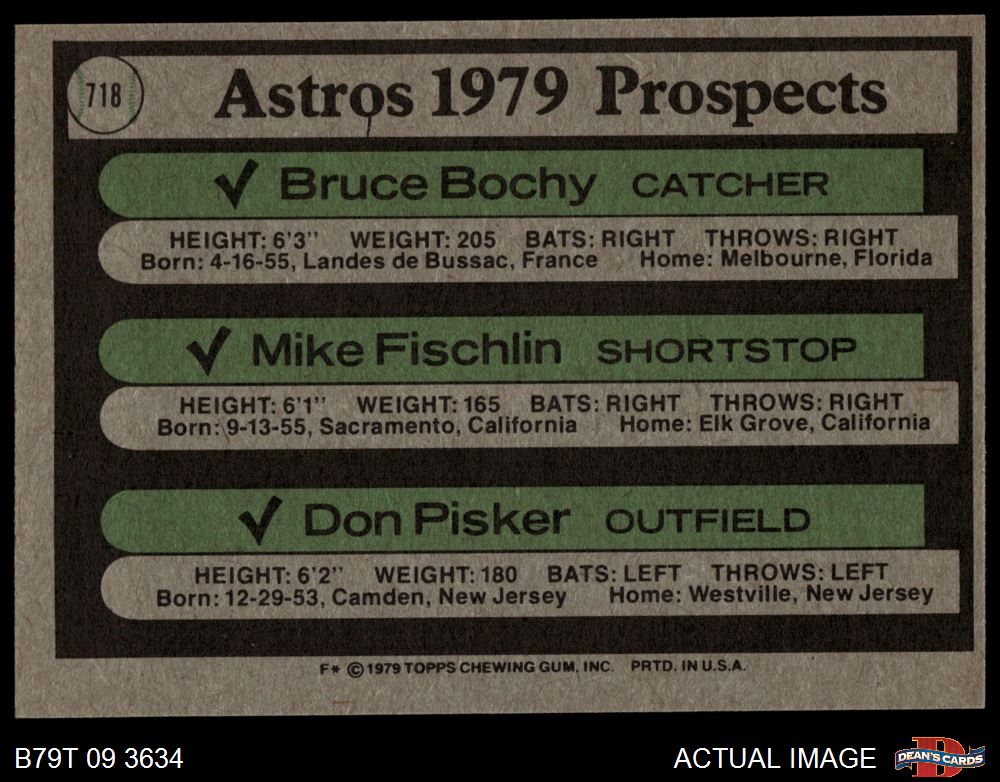 718
Astros 1979 Prospects
✓ Bruce Bochy CATCHER
HEIGHT: 6'3" WEIGHT: 205 BATS: RIGHT THROWS: RIGHT
Born: 4-16-55, Landes de Bussac, France Home: Melbourne, Florida
✓ Mike Fischlin SHORTSTOP
HEIGHT: 6'1" WEIGHT: 165 BATS: RIGHT THROWS: RIGHT
Born: 9-13-55, Sacramento, California Home: Elk Grove, California
✓ Don Pisker OUTFIELD
HEIGHT: 6'2" WEIGHT: 180 BATS: LEFT THROWS: LEFT
Born: 12-29-53, Camden, New Jersey Home: Westville, New Jersey
F* © 1979 TOPPS CHEWING GUM, INC. PRTD. IN U.S.A.
B79T 09 3634
ACTUAL IMAGE
D
DEAN'S CARDS